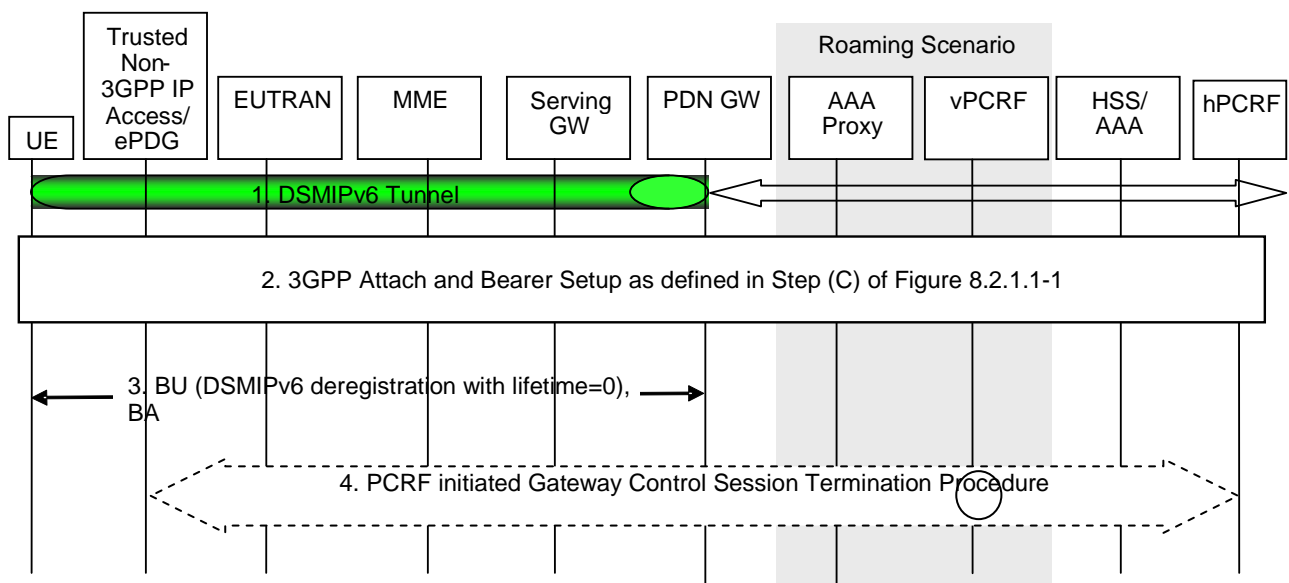 Trusted
Non-
3GPP IP
Access/
ePDG
Roaming Scenario
UE
EUTRAN
MME
Serving
GW
PDN GW
AAA
Proxy
vPCRF
HSS/
AAA
hPCRF
1. DSMIPv6 Tunnel
2. 3GPP Attach and Bearer Setup as defined in Step (C) of Figure 8.2.1.1-1
3. BU (DSMIPv6 deregistration with lifetime=0),
BA
4. PCRF initiated Gateway Control Session Termination Procedure